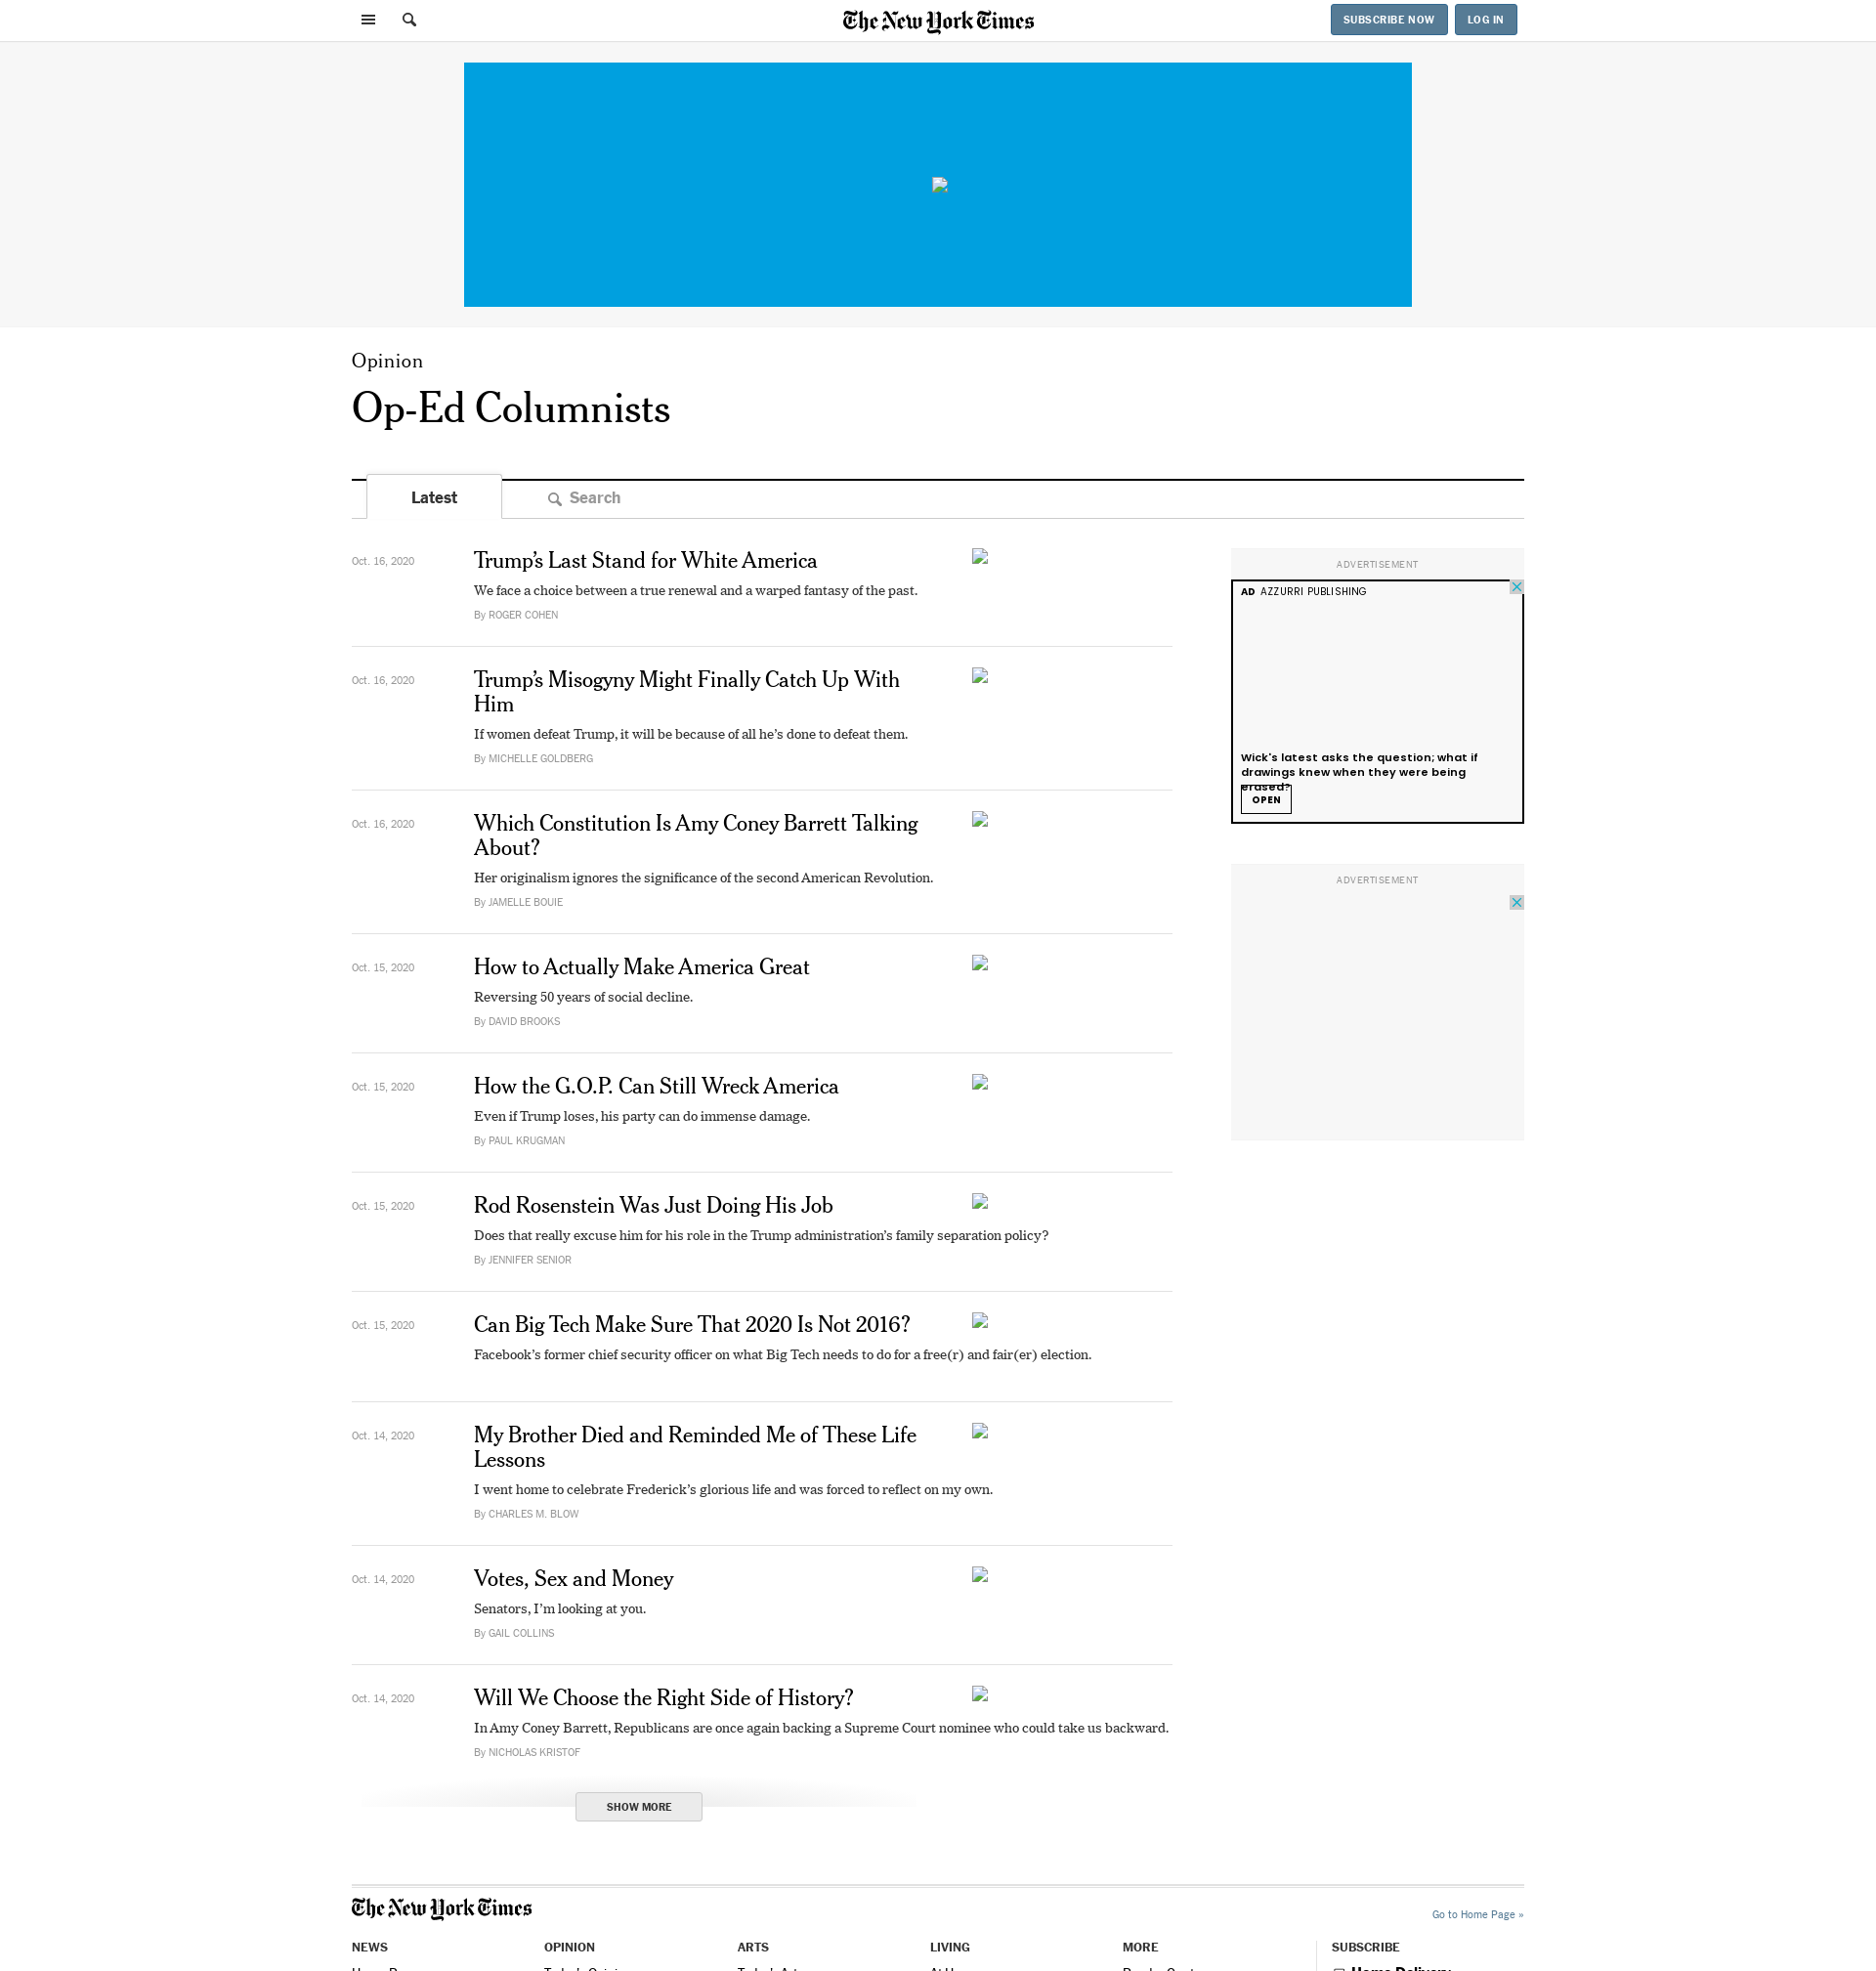 The New York Times
SUBSCRIBE NOW
LOG IN
Opinion
Op-Ed Columnists
Latest
Search
Oct. 16, 2020
Trump’s Last Stand for White America
We face a choice between a true renewal and a warped fantasy of the past.
By ROGER COHEN
Oct. 16, 2020
Trump’s Misogyny Might Finally Catch Up With
Him
If women defeat Trump, it will be because of all he’s done to defeat them.
By MICHELLE GOLDBERG
Oct. 16, 2020
Which Constitution Is Amy Coney Barrett Talking
About?
Her originalism ignores the significance of the second American Revolution.
By JAMELLE BOUIE
Oct. 15, 2020
How to Actually Make America Great
Reversing 50 years of social decline.
By DAVID BROOKS
Oct. 15, 2020
How the G.O.P. Can Still Wreck America
Even if Trump loses, his party can do immense damage.
By PAUL KRUGMAN
Oct. 15, 2020
Rod Rosenstein Was Just Doing His Job
Does that really excuse him for his role in the Trump administration’s family separation policy?
By JENNIFER SENIOR
Oct. 15, 2020
Can Big Tech Make Sure That 2020 Is Not 2016?
Facebook’s former chief security officer on what Big Tech needs to do for a free(r) and fair(er) election.
Oct. 14, 2020
My Brother Died and Reminded Me of These Life
Lessons
I went home to celebrate Frederick’s glorious life and was forced to reflect on my own.
By CHARLES M. BLOW
Oct. 14, 2020
Votes, Sex and Money
Senators, I’m looking at you.
By GAIL COLLINS
Oct. 14, 2020
Will We Choose the Right Side of History?
In Amy Coney Barrett, Republicans are once again backing a Supreme Court nominee who could take us backward.
By NICHOLAS KRISTOF
SHOW MORE
ADVERTISEMENT
AD AZZURRI PUBLISHING
Wick's latest asks the question; what if
drawings knew when they were being
erased?
OPEN
ADVERTISEMENT
The New York Times
Go to Home Page »
NEWS
OPINION
ARTS
LIVING
MORE
SUBSCRIBE
Home Delivery